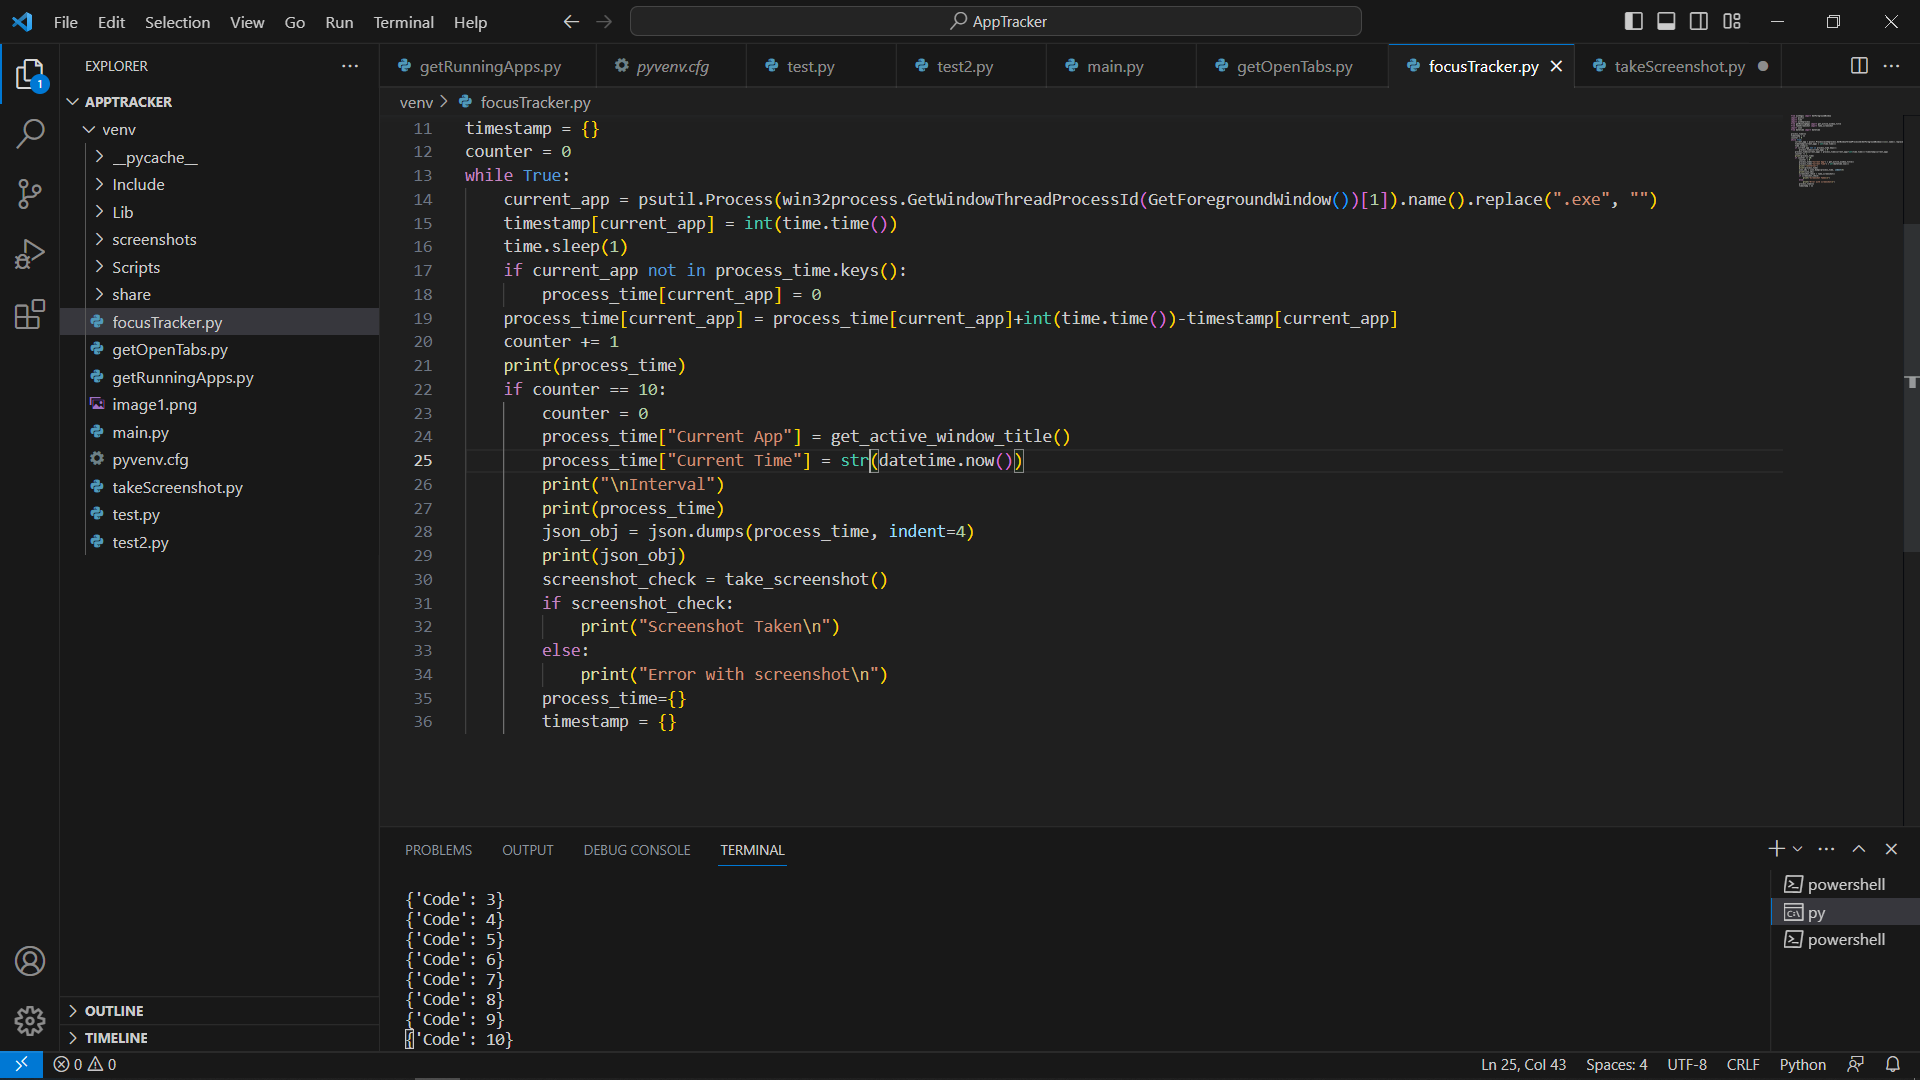 File Edit Selection View Go Run Terminal Help AppTracker
EXPLORER
1
APPTRACKER
venv
__pycache__
Include
Lib
screenshots
Scripts
share
focusTracker.py
getOpenTabs.py
getRunningApps.py
image1.png
main.py
pyvenv.cfg
takeScreenshot.py
test.py
test2.py
OUTLINE
TIMELINE
getRunningApps.py pyvenv.cfg test.py test2.py main.py getOpenTabs.py focusTracker.py takeScreenshot.py
venv > focusTracker.py
11 timestamp = {}
12 counter = 0
13 while True:
14 current_app = psutil.Process(win32process.GetWindowThreadProcessId(GetForegroundWindow())[1]).name().replace(".exe", "")
15 timestamp[current_app] = int(time.time())
16 time.sleep(1)
17 if current_app not in process_time.keys():
18 process_time[current_app] = 0
19 process_time[current_app] = process_time[current_app]+int(time.time())-timestamp[current_app]
20 counter += 1
21 print(process_time)
22 if counter == 10:
23 counter = 0
24 process_time["Current App"] = get_active_window_title()
25 process_time["Current Time"] = str(datetime.now())
26 print("\nInterval")
27 print(process_time)
28 json_obj = json.dumps(process_time, indent=4)
29 print(json_obj)
30 screenshot_check = take_screenshot()
31 if screenshot_check:
32 print("Screenshot Taken\n")
33 else:
34 print("Error with screenshot\n")
35 process_time={}
36 timestamp = {}
PROBLEMS OUTPUT DEBUG CONSOLE TERMINAL
{'Code': 3}
{'Code': 4}
{'Code': 5}
{'Code': 6}
{'Code': 7}
{'Code': 8}
{'Code': 9}
{'Code': 10}
powershell
py
powershell
0 0 Ln 25, Col 43 Spaces: 4 UTF-8 CRLF Python